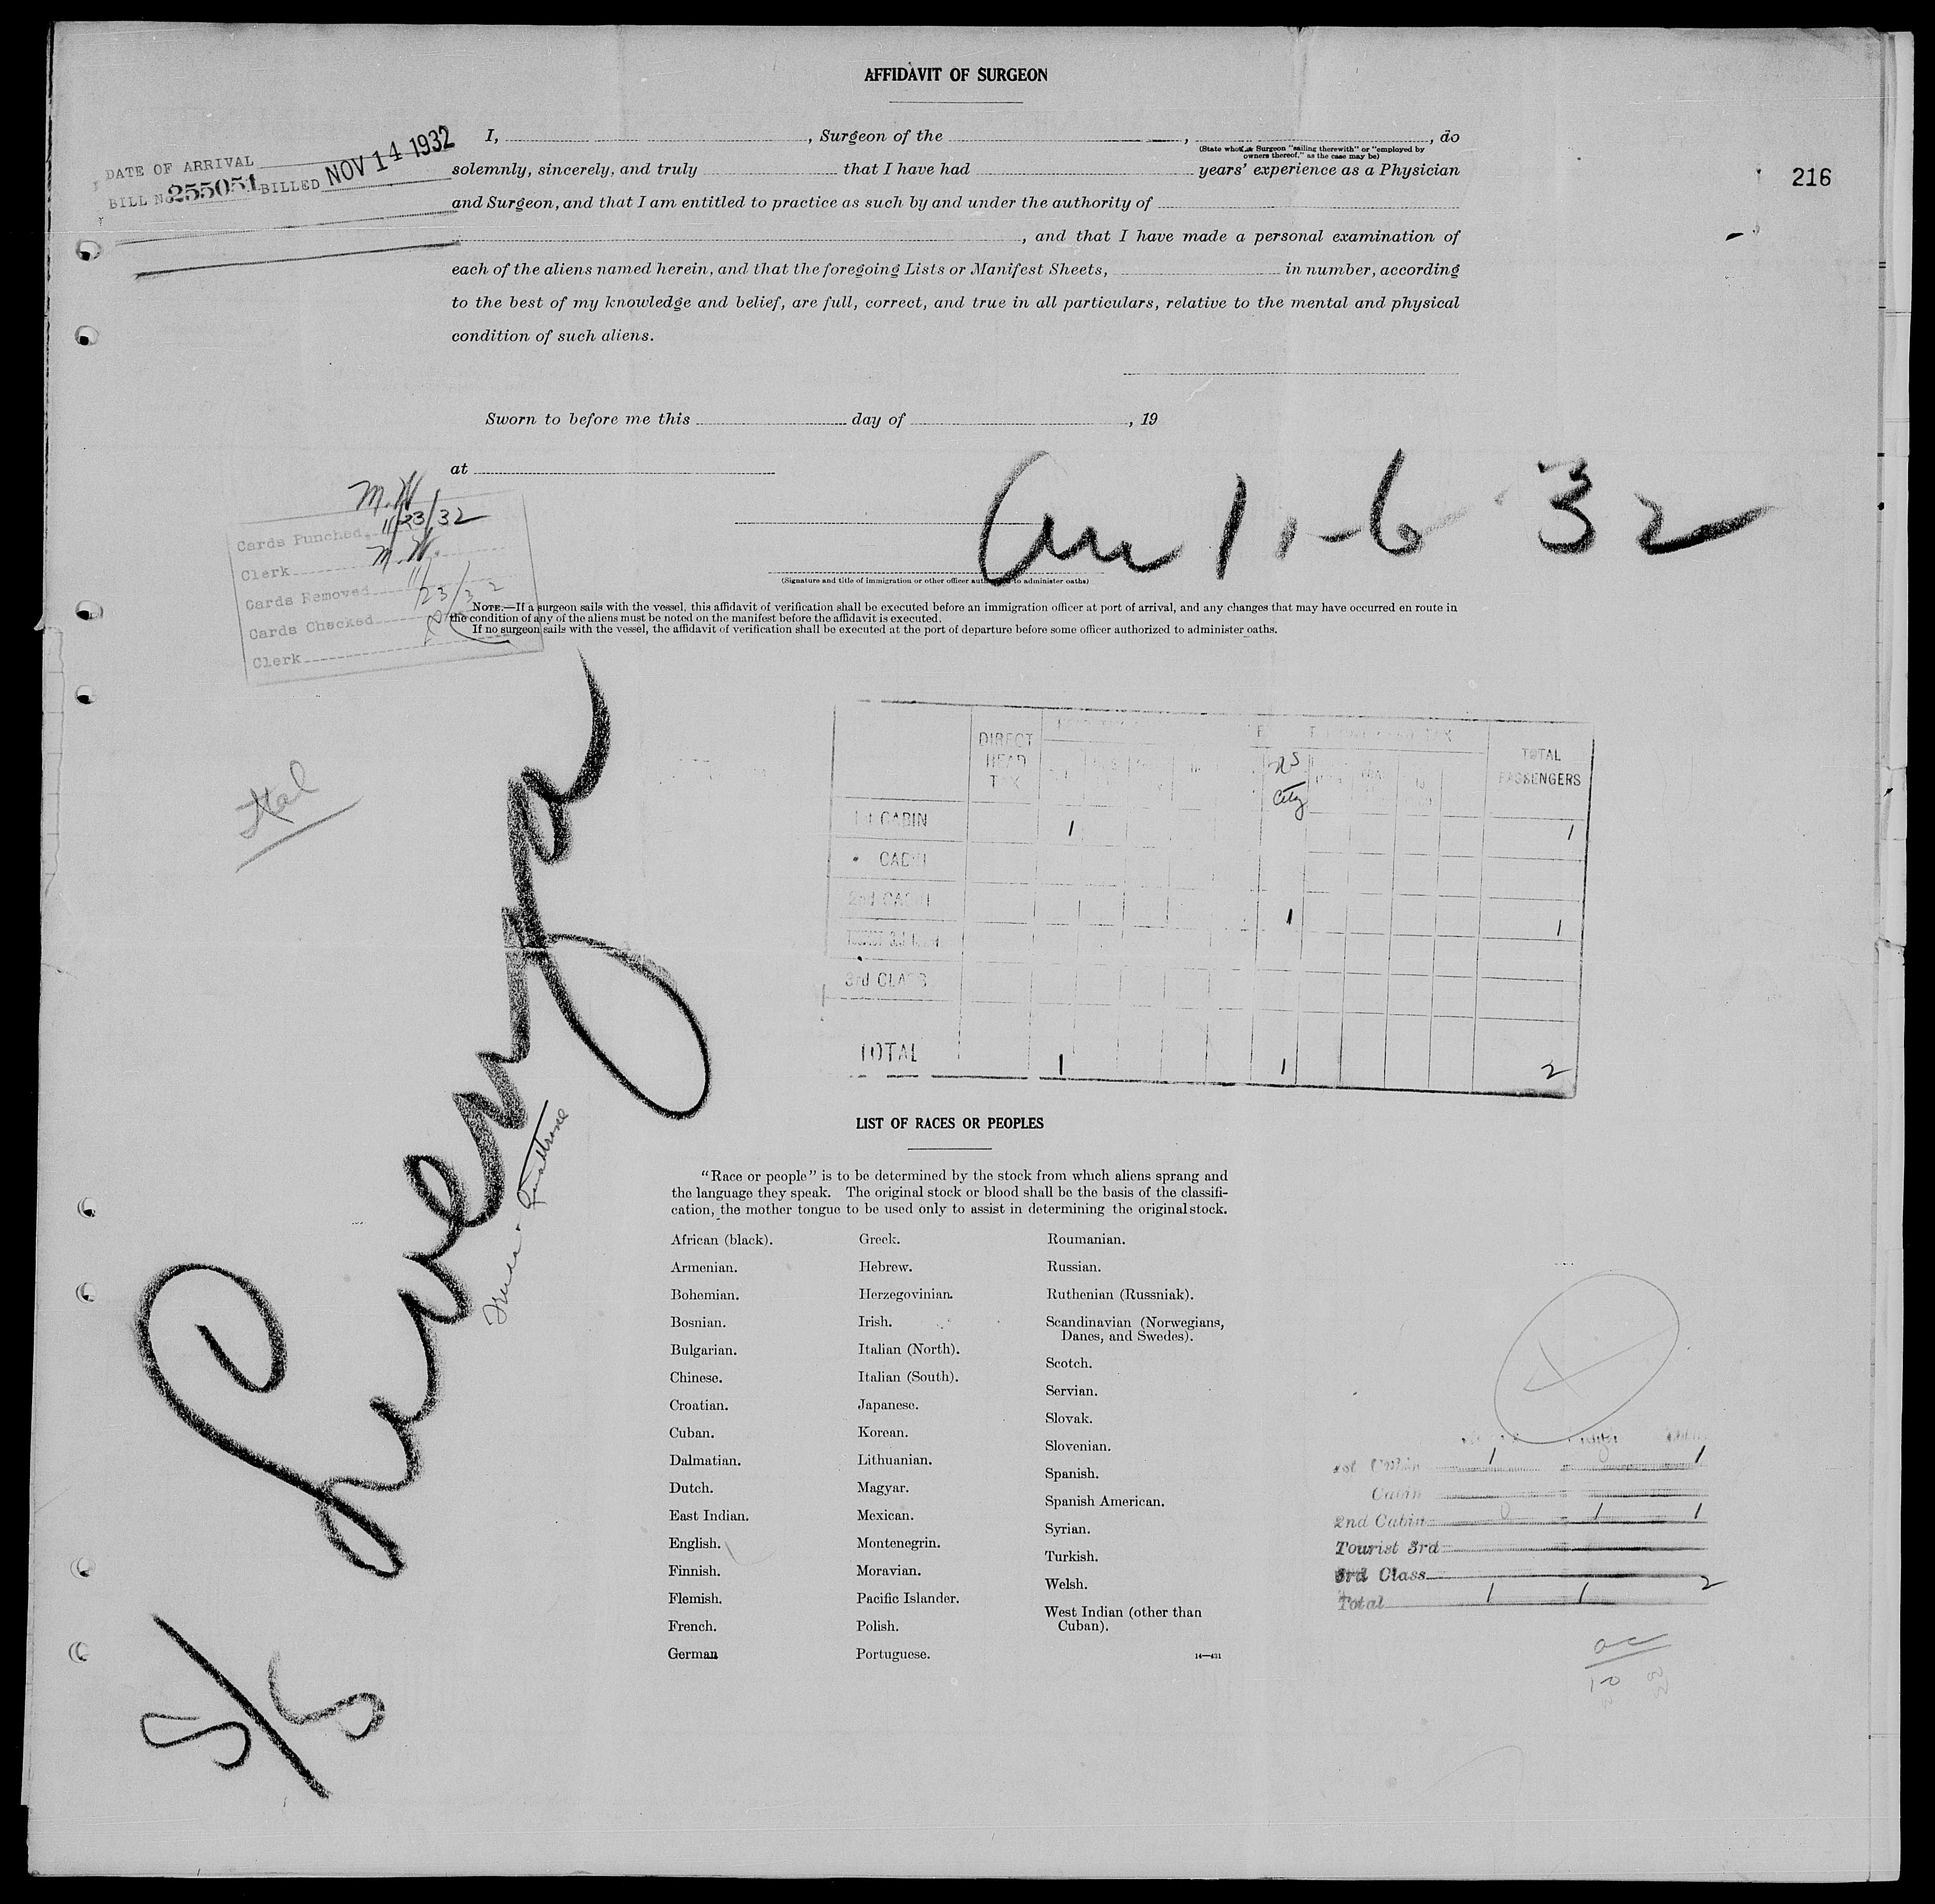 AFFIDAVIT OF SURGEON
I, , Surgeon of the , , do
(State whether Surgeon "sailing therewith" or "employed by
owners thereof," as the case may be)
solemnly, sincerely, and truly that I have had years' experience as a Physician
and Surgeon, and that I am entitled to practice as such by and under the authority of
, and that I have made a personal examination of
each of the aliens named herein, and that the foregoing Lists or Manifest Sheets, in number, according
to the best of my knowledge and belief, are full, correct, and true in all particulars, relative to the mental and physical
condition of such aliens.
DATE OF ARRIVAL
BILL No 255051 BILLED NOV 14 1932
216
Sworn to before me this day of , 19
at
Arr 11-6 32
(Signature and title of immigration or other officer authorized to administer oaths)
M.W.
Cards Punched 11/23/32
Clerk M.W.
Cards Removed 11/23/32
Cards Checked
Clerk
NOTE.—If a surgeon sails with the vessel, this affidavit of verification shall be executed before an immigration officer at port of arrival, and any changes that may have occurred en route in
the condition of any of the aliens must be noted on the manifest before the affidavit is executed.
If no surgeon sails with the vessel, the affidavit of verification shall be executed at the port of departure before some officer authorized to administer oaths.
Ital
S/S
DIRECT HEAD TAX
City
TOTAL PASSENGERS
1st CABIN 1 1
CABIN
2nd CABIN 1 1
TOURIST 3rd
3rd CLASS
TOTAL 1 1 2
LIST OF RACES OR PEOPLES
"Race or people" is to be determined by the stock from which aliens sprang and
the language they speak. The original stock or blood shall be the basis of the classifi-
cation, the mother tongue to be used only to assist in determining the original stock.
African (black).
Armenian.
Bohemian.
Bosnian.
Bulgarian.
Chinese.
Croatian.
Cuban.
Dalmatian.
Dutch.
East Indian.
English.
Finnish.
Flemish.
French.
German
Greek.
Hebrew.
Herzegovinian.
Irish.
Italian (North).
Italian (South).
Japanese.
Korean.
Lithuanian.
Magyar.
Mexican.
Montenegrin.
Moravian.
Pacific Islander.
Polish.
Portuguese.
Roumanian.
Russian.
Ruthenian (Russniak).
Scandinavian (Norwegians,
Danes, and Swedes).
Scotch.
Servian.
Slovak.
Slovenian.
Spanish.
Spanish American.
Syrian.
Turkish.
Welsh.
West Indian (other than
Cuban).
14—431
1st Cabin 1 1
Cabin
2nd Cabin 0 1 1
Tourist 3rd
3rd Class
Total 1 1 2